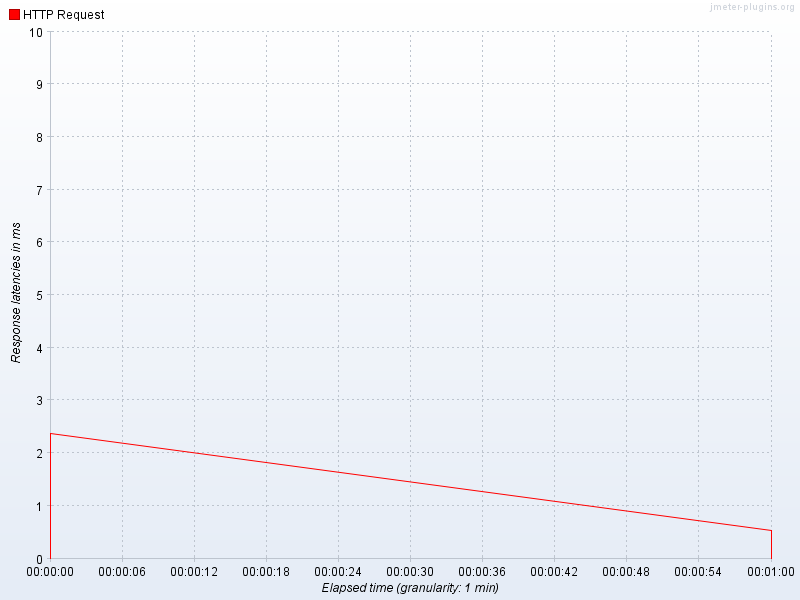 HTTP Request
jmeter-plugins.org
10
9
8
7
6
5
4
3
2
1
0
Response latencies in ms
00:00:00 00:00:06 00:00:12 00:00:18 00:00:24 00:00:30 00:00:36 00:00:42 00:00:48 00:00:54 00:01:00
Elapsed time (granularity: 1 min)